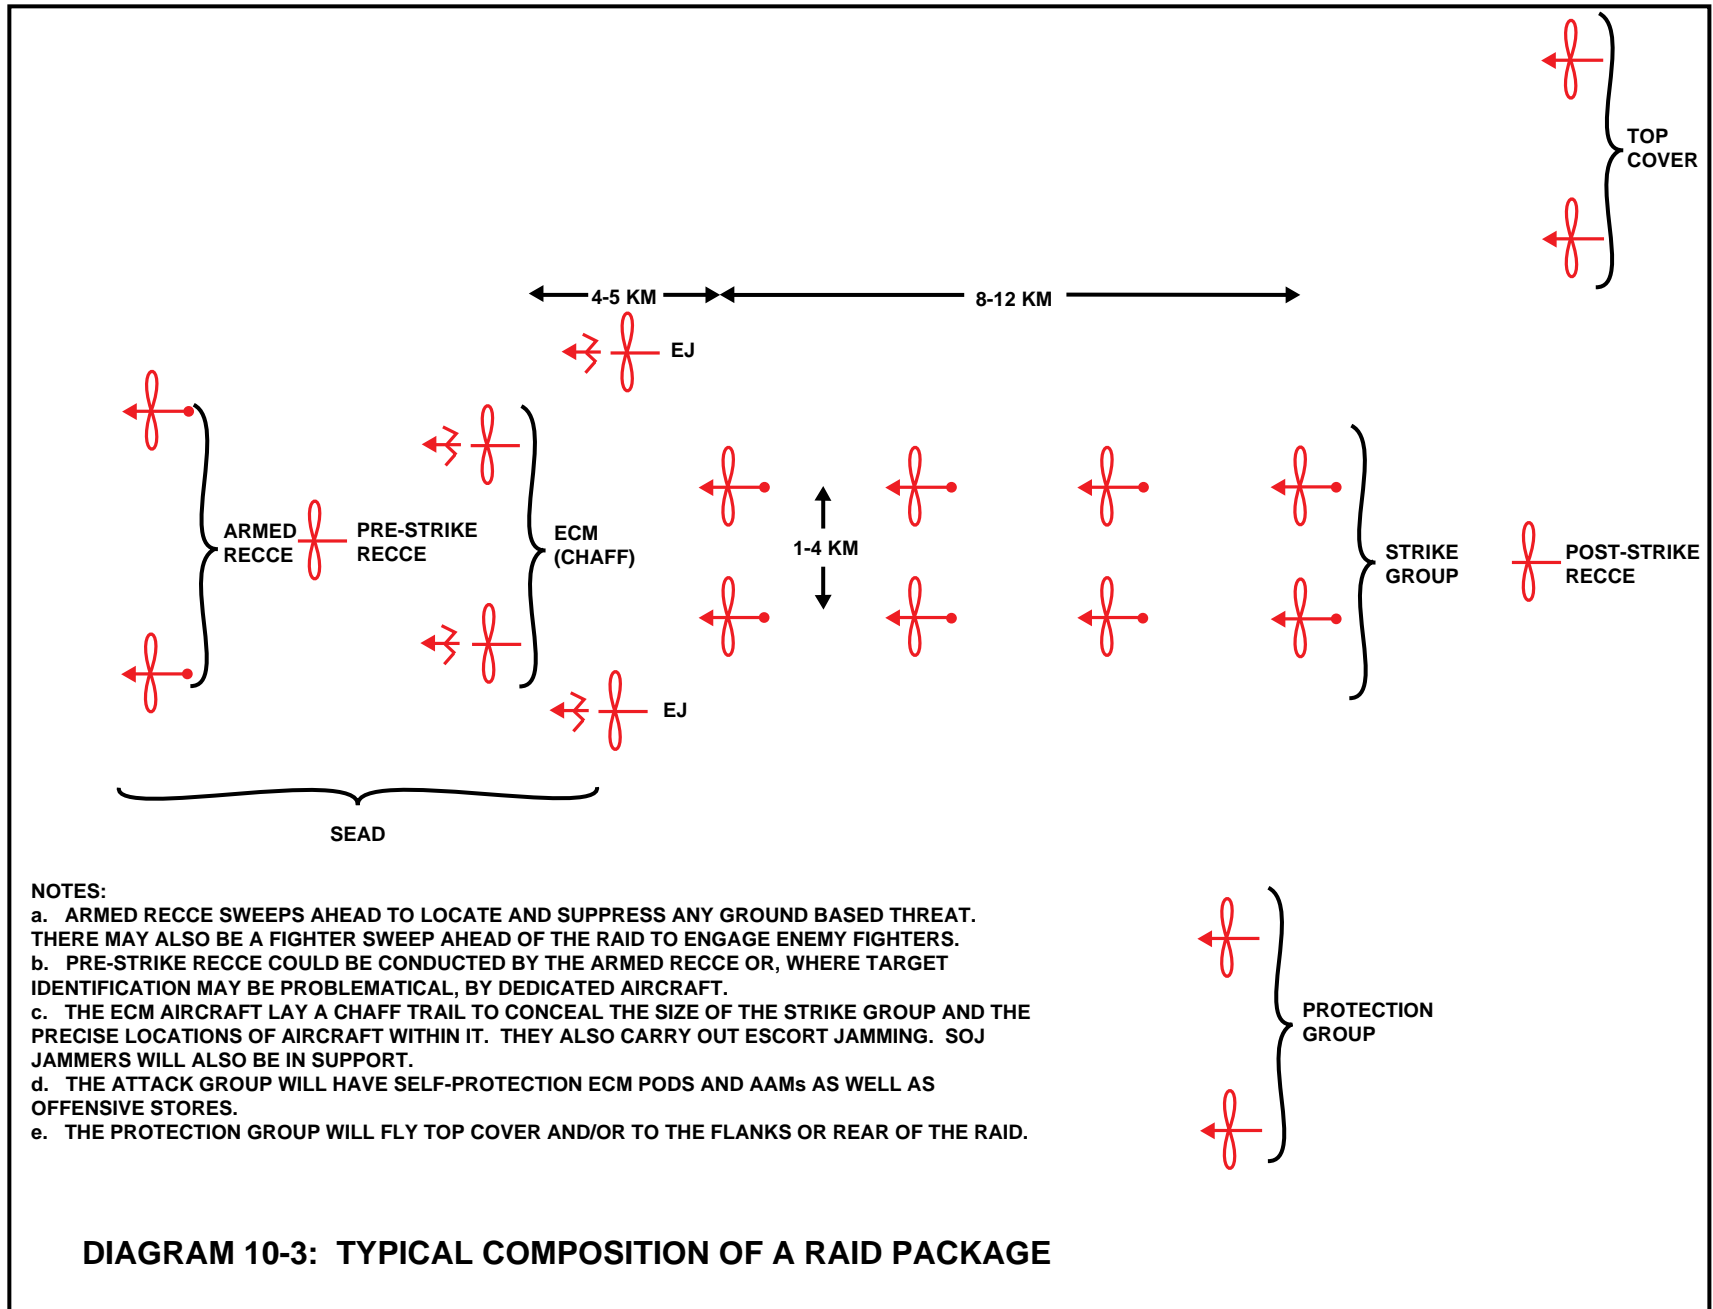 TOP
COVER
4-5 KM
8-12 KM
EJ
ARMED
RECCE
PRE-STRIKE
RECCE
ECM
(CHAFF)
1-4 KM
STRIKE
GROUP
POST-STRIKE
RECCE
EJ
SEAD
NOTES:
a. ARMED RECCE SWEEPS AHEAD TO LOCATE AND SUPPRESS ANY GROUND BASED THREAT.
THERE MAY ALSO BE A FIGHTER SWEEP AHEAD OF THE RAID TO ENGAGE ENEMY FIGHTERS.
b. PRE-STRIKE RECCE COULD BE CONDUCTED BY THE ARMED RECCE OR, WHERE TARGET
IDENTIFICATION MAY BE PROBLEMATICAL, BY DEDICATED AIRCRAFT.
c. THE ECM AIRCRAFT LAY A CHAFF TRAIL TO CONCEAL THE SIZE OF THE STRIKE GROUP AND THE
PRECISE LOCATIONS OF AIRCRAFT WITHIN IT. THEY ALSO CARRY OUT ESCORT JAMMING. SOJ
JAMMERS WILL ALSO BE IN SUPPORT.
d. THE ATTACK GROUP WILL HAVE SELF-PROTECTION ECM PODS AND AAMs AS WELL AS
OFFENSIVE STORES.
e. THE PROTECTION GROUP WILL FLY TOP COVER AND/OR TO THE FLANKS OR REAR OF THE RAID.
PROTECTION
GROUP
DIAGRAM 10-3: TYPICAL COMPOSITION OF A RAID PACKAGE